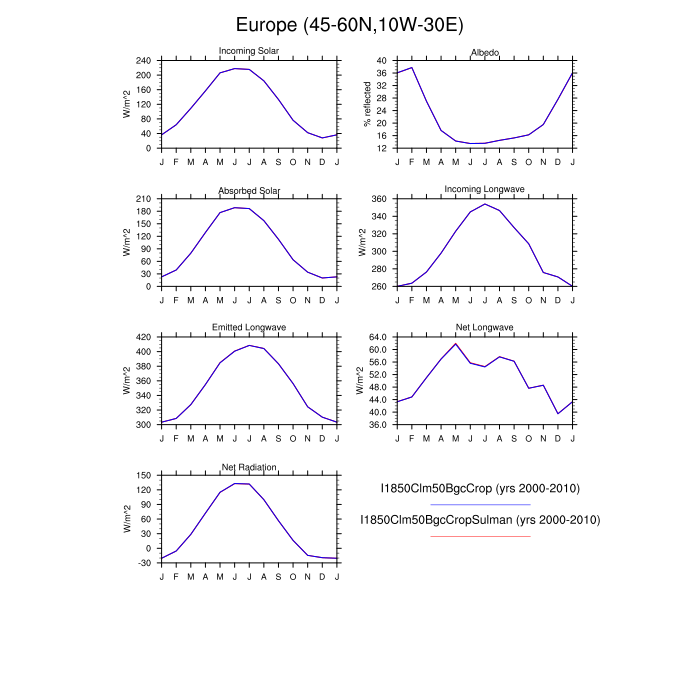 Europe (45-60N,10W-30E)
Incoming Solar
W/m^2
240
200
160
120
80
40
0
J F M A M J J A S O N D J
Albedo
% reflected
40
36
32
28
24
20
16
12
J F M A M J J A S O N D J
Absorbed Solar
W/m^2
210
180
150
120
90
60
30
0
J F M A M J J A S O N D J
Incoming Longwave
W/m^2
360
340
320
300
280
260
J F M A M J J A S O N D J
Emitted Longwave
W/m^2
420
400
380
360
340
320
300
J F M A M J J A S O N D J
Net Longwave
W/m^2
64.0
60.0
56.0
52.0
48.0
44.0
40.0
36.0
J F M A M J J A S O N D J
Net Radiation
W/m^2
150
120
90
60
30
0
-30
J F M A M J J A S O N D J
I1850Clm50BgcCrop (yrs 2000-2010)
I1850Clm50BgcCropSulman (yrs 2000-2010)